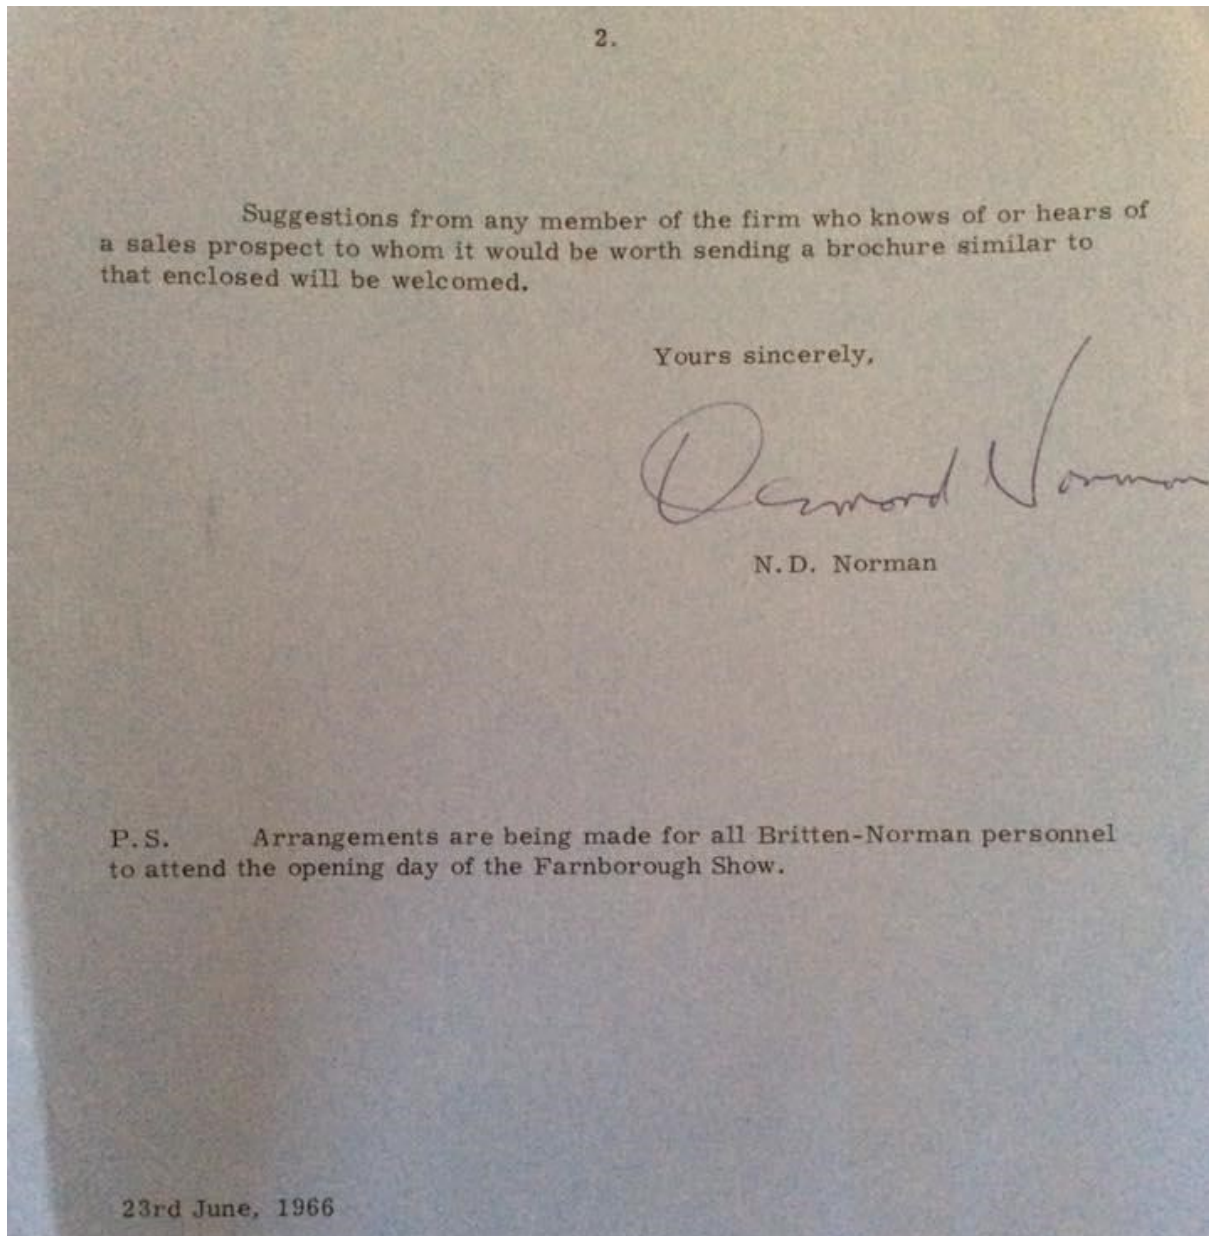 2.
Suggestions from any member of the firm who knows of or hears of
a sales prospect to whom it would be worth sending a brochure similar to
that enclosed will be welcomed.
Yours sincerely,
Desmond Norman
N.D. Norman
P.S. Arrangements are being made for all Britten-Norman personnel
to attend the opening day of the Farnborough Show.
23rd June, 1966